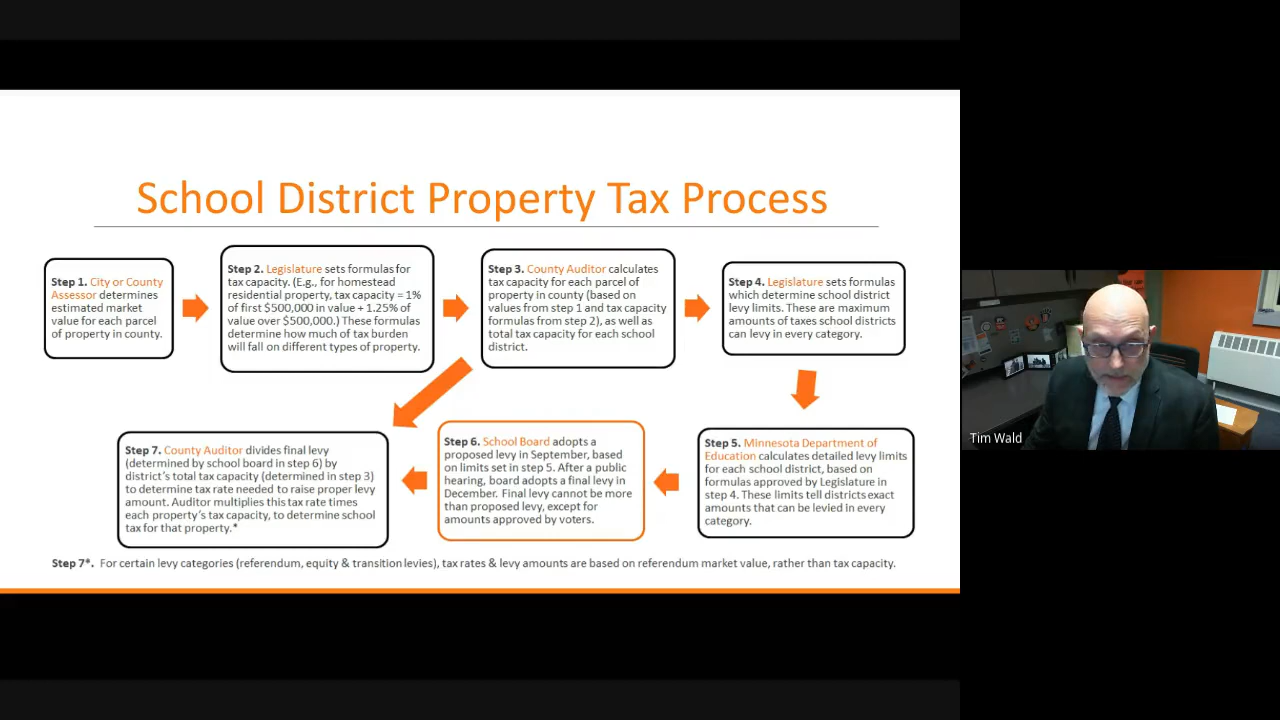 School District Property Tax Process
Step 1. City or County
Assessor determines
estimated market
value for each parcel
of property in county.
Step 2. Legislature sets formulas for
tax capacity. (E.g., for homestead
residential property, tax capacity = 1%
of first $500,000 in value + 1.25% of
value over $500,000.) These formulas
determine how much of tax burden
will fall on different types of property.
Step 3. County Auditor calculates
tax capacity for each parcel of
property in county (based on
values from step 1 and tax capacity
formulas from step 2), as well as
total tax capacity for each school
district.
Step 4. Legislature sets formulas
which determine school district
levy limits. These are maximum
amounts of taxes school districts
can levy in every category.
Step 5. Minnesota Department of
Education calculates detailed levy limits
for each school district, based on
formulas approved by Legislature in
step 4. These limits tell districts exact
amounts that can be levied in every
category.
Step 6. School Board adopts a
proposed levy in September, based
on limits set in step 5. After a public
hearing, board adopts a final levy in
December. Final levy cannot be more
than proposed levy, except for
amounts approved by voters.
Step 7. County Auditor divides final levy
(determined by school board in step 6) by
district's total tax capacity (determined in step 3)
to determine tax rate needed to raise proper levy
amount. Auditor multiplies this tax rate times
each property's tax capacity, to determine school
tax for that property.*
Step 7*. For certain levy categories (referendum, equity & transition levies), tax rates & levy amounts are based on referendum market value, rather than tax capacity.
Tim Wald